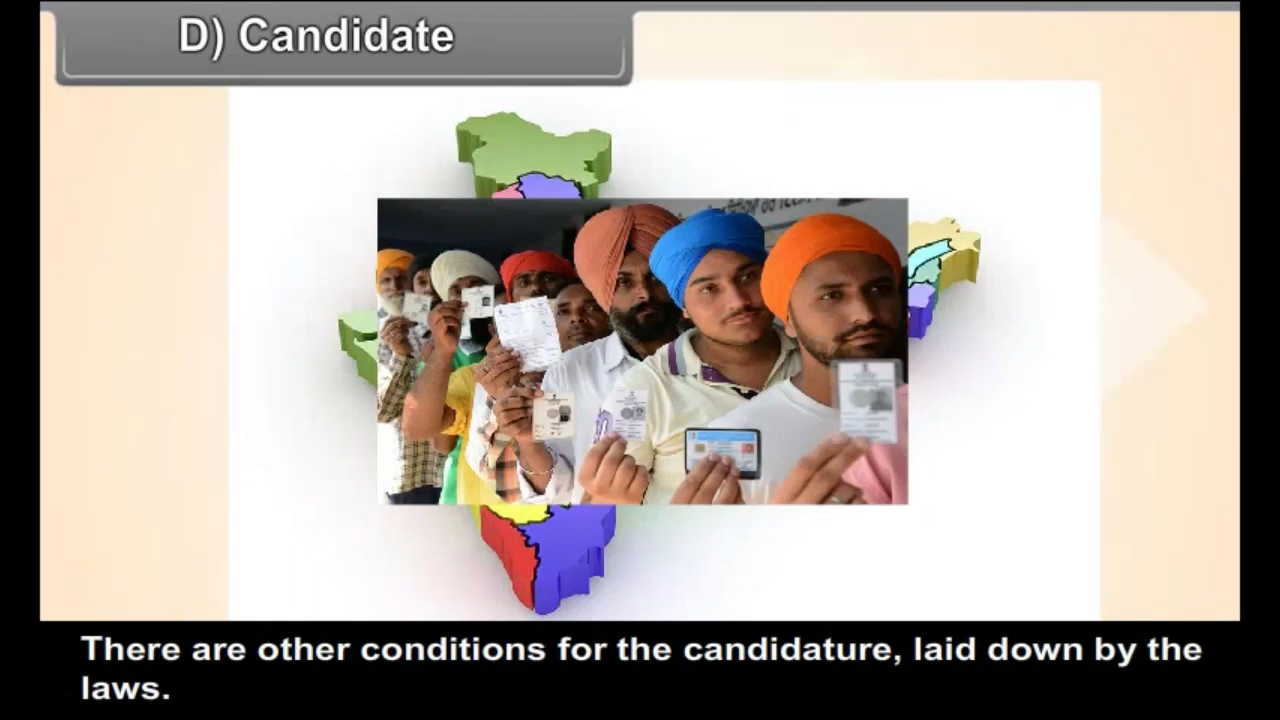 D) Candidate
There are other conditions for the candidature, laid down by the
laws.